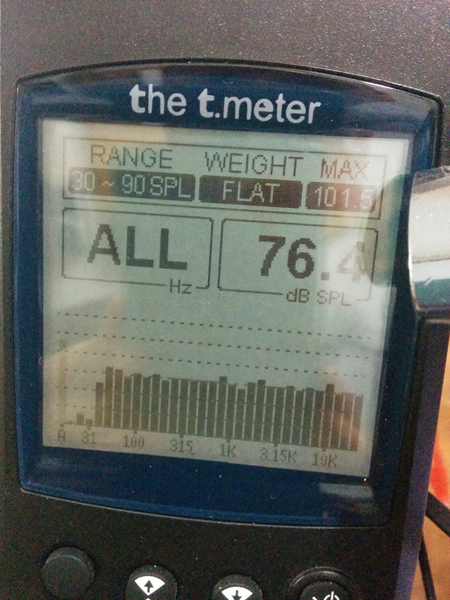 the t.meter
RANGE WEIGHT MAX
30 ~ 90 SPL FLAT 101.5
ALL 76.4
Hz dB SPL
A 31 100 315 1K 3.15K 10K